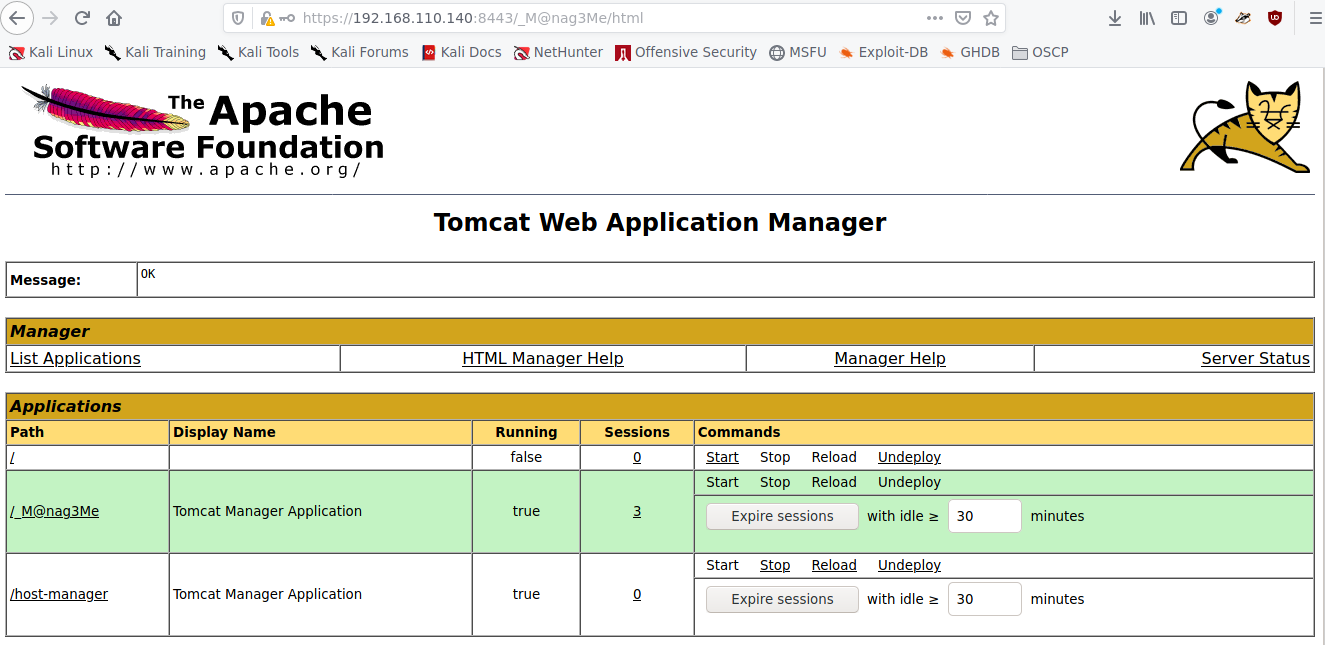 https://192.168.110.140:8443/_M@nag3Me/html
Kali Linux Kali Training Kali Tools Kali Forums Kali Docs NetHunter Offensive Security MSFU Exploit-DB GHDB OSCP
The Apache
Software Foundation
http://www.apache.org/
Tomcat Web Application Manager
Message: OK
Manager
List Applications HTML Manager Help Manager Help Server Status
Applications
Path Display Name Running Sessions Commands
/ false 0 Start Stop Reload Undeploy
Start Stop Reload Undeploy
/_M@nag3Me Tomcat Manager Application true 3 Expire sessions with idle ≥ 30 minutes
Start Stop Reload Undeploy
/host-manager Tomcat Manager Application true 0 Expire sessions with idle ≥ 30 minutes